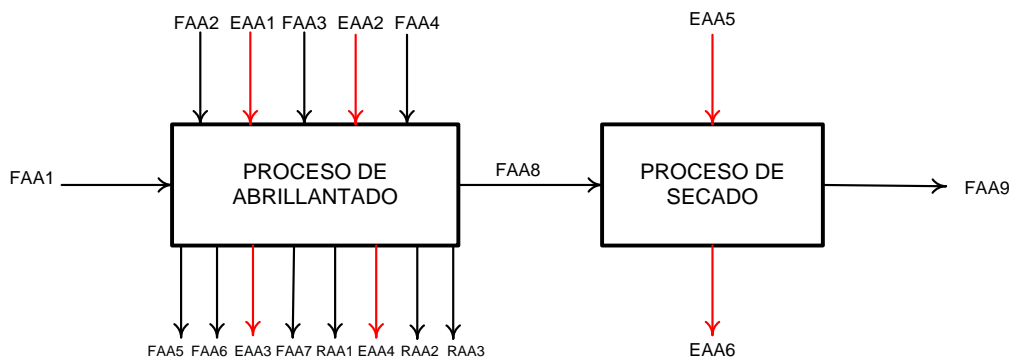 FAA2 EAA1 FAA3 EAA2 FAA4
EAA5
FAA1
PROCESO DE
ABRILLANTADO
FAA8
PROCESO DE
SECADO
FAA9
FAA5 FAA6 EAA3 FAA7 RAA1 EAA4 RAA2 RAA3
EAA6